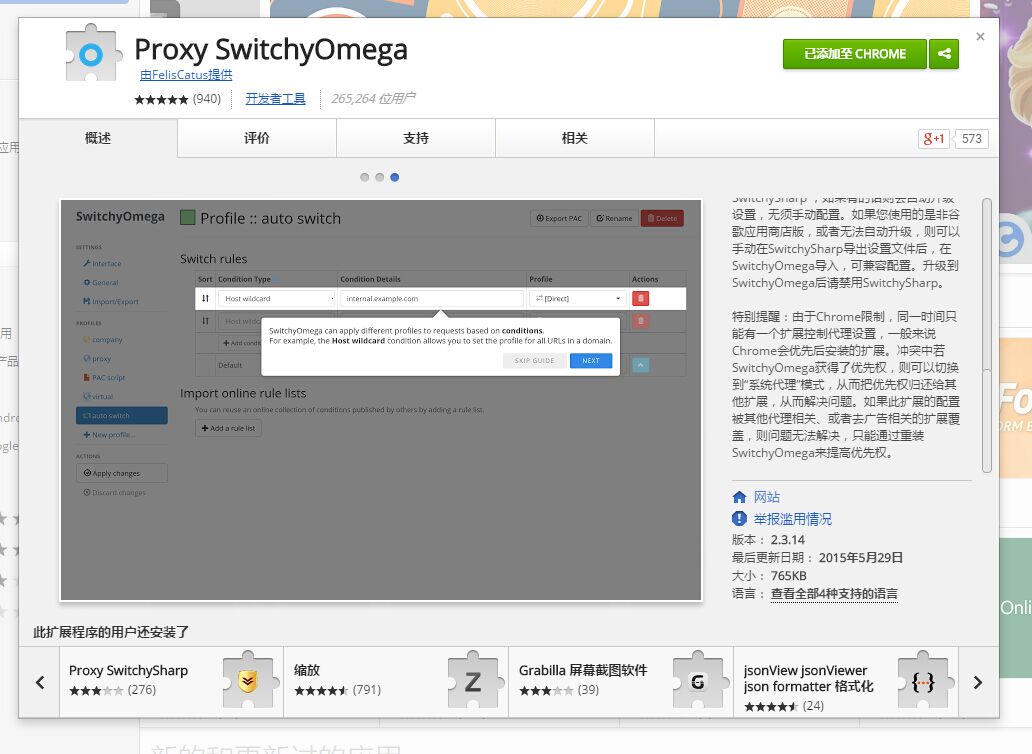 Proxy SwitchyOmega
由FelisCatus提供
(940)
开发者工具
265,264 位用户
已添加至 CHROME
概述
评价
支持
相关
g+1
573
SwitchyOmega
Profile :: auto switch
Export PAC
Rename
Delete
SETTINGS
Interface
General
Import/Export
PROFILES
company
proxy
PAC script
virtual
auto switch
New profile...
ACTIONS
Apply changes
Discard changes
Switch rules
Sort
Condition Type
Condition Details
Profile
Actions
Host wildcard
internal.example.com
[Direct]
Host wildc
Add condit
Default
SwitchyOmega can apply different profiles to requests based on conditions.
For example, the Host wildcard condition allows you to set the profile for all URLs in a domain.
SKIP GUIDE
NEXT
Import online rule lists
You can reuse an online collection of conditions published by others by adding a rule list.
Add a rule list
SwitchySharp ，如果有的话则会自动升级
设置，无须手动配置。如果您使用的是非谷
歌应用商店版，或者无法自动升级，则可以
手动在SwitchySharp导出设置文件后，在
SwitchyOmega导入，可兼容配置。升级到
SwitchyOmega后请禁用SwitchySharp。
特别提醒：由于Chrome限制，同一时间只
能有一个扩展控制代理设置，一般来说
Chrome会优先后安装的扩展。冲突中若
SwitchyOmega获得了优先权，则可以切换
到“系统代理”模式，从而把优先权归还给其
他扩展，从而解决问题。如果此扩展的配置
被其他代理相关、或者去广告相关的扩展覆
盖，则问题无法解决，只能通过重装
SwitchyOmega来提高优先权。
网站
举报滥用情况
版本： 2.3.14
最后更新日期： 2015年5月29日
大小： 765KB
语言： 查看全部4种支持的语言
此扩展程序的用户还安装了
Proxy SwitchySharp
(276)
缩放
(791)
Z
Grabilla 屏幕截图软件
(39)
G
jsonView jsonViewer
json formatter 格式化
(24)
{--}
应用
用
产品
ndro
ogle
Fo
ORM B
Onli
新的和更新过的应用